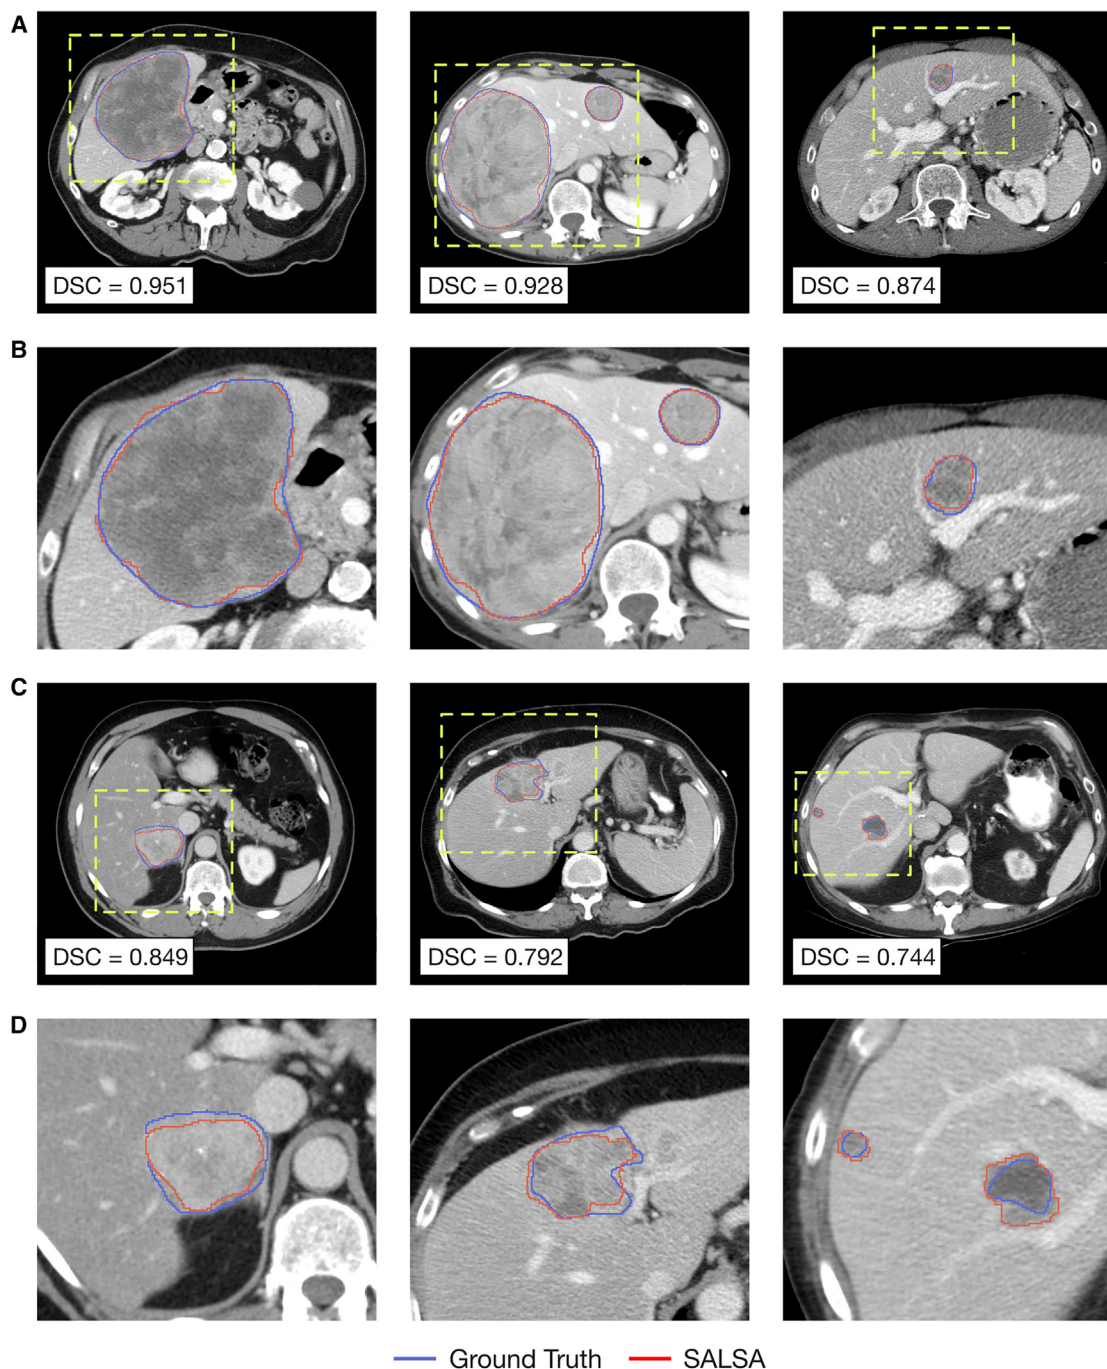 A
DSC = 0.951
DSC = 0.928
DSC = 0.874
B
C
DSC = 0.849
DSC = 0.792
DSC = 0.744
D
Ground Truth
SALSA